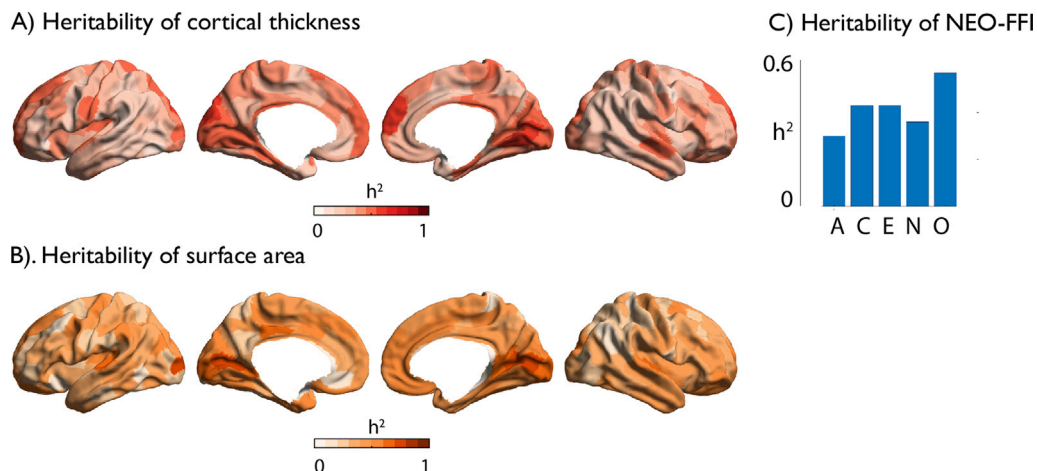 A) Heritability of cortical thickness
h²
0 1
B). Heritability of surface area
h²
0 1
C) Heritability of NEO-FFI
0.6
h²
0
A C E N O